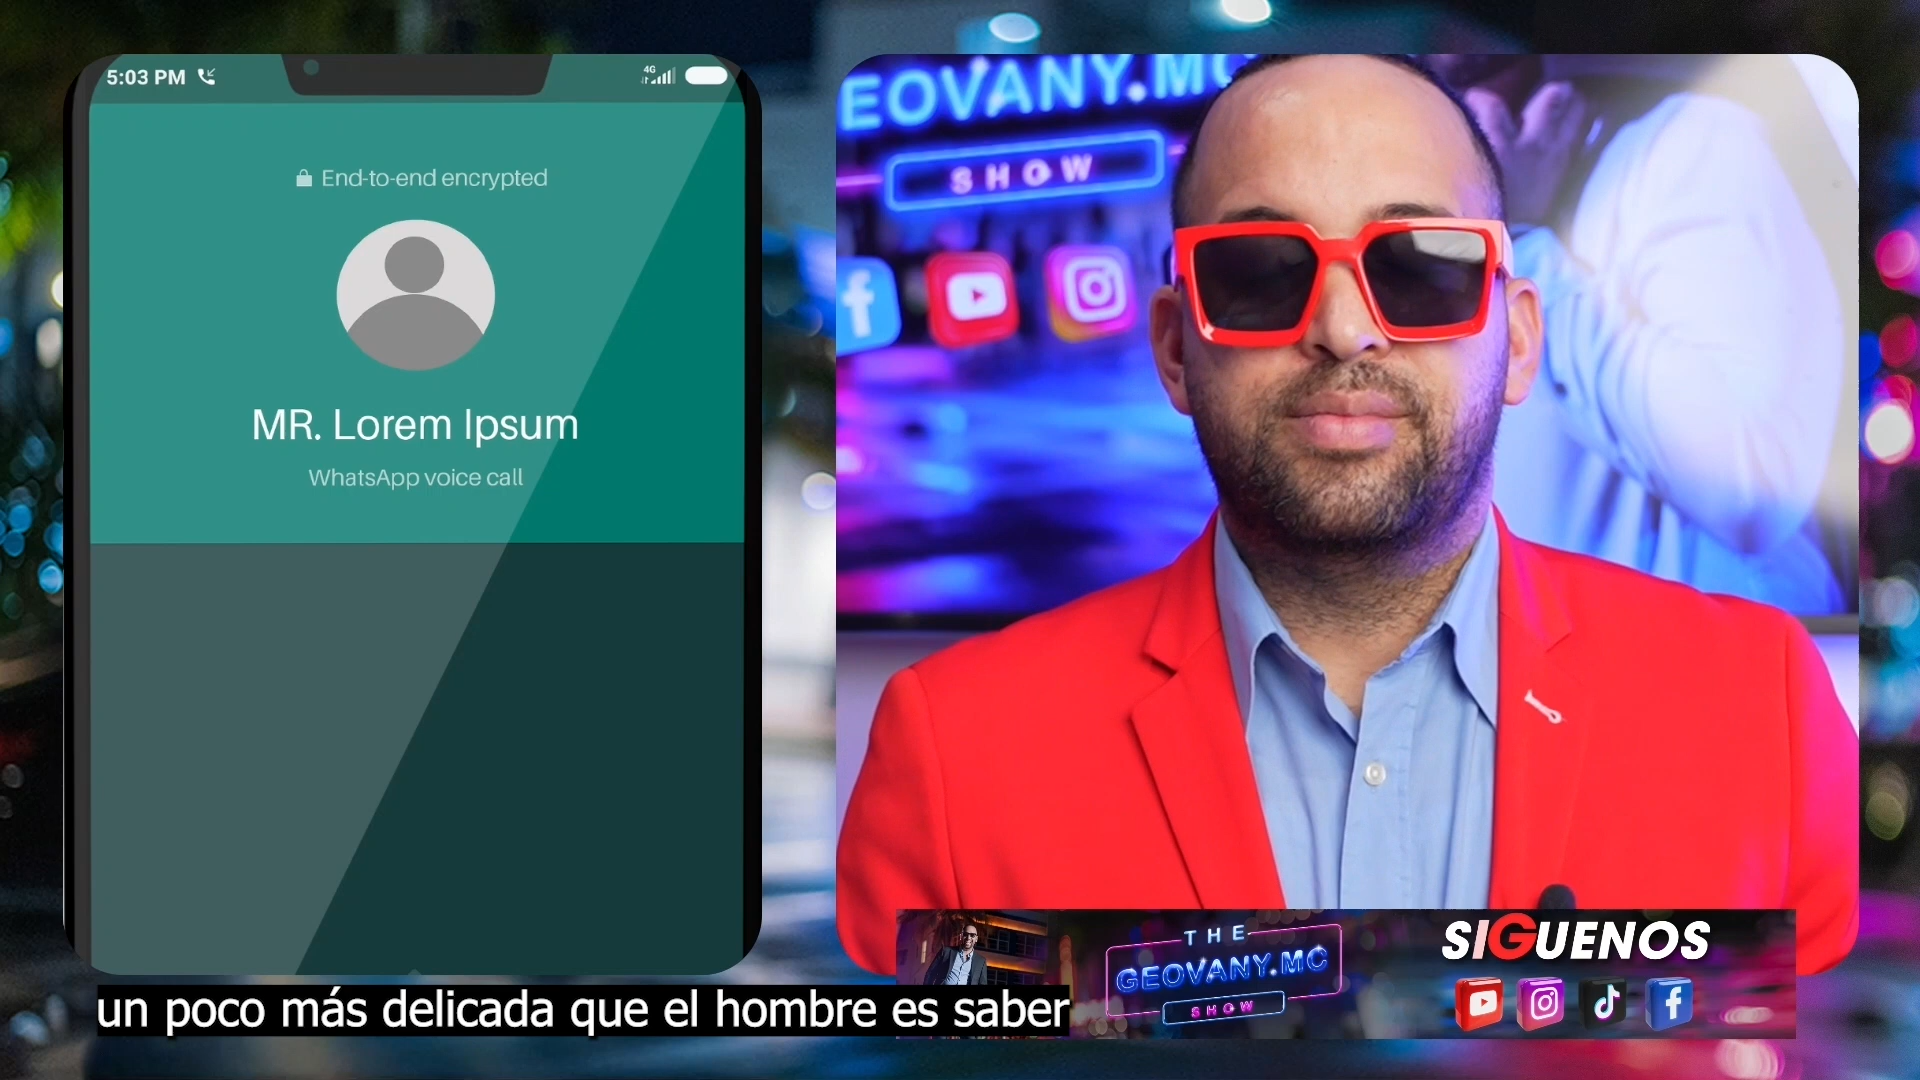 5:03 PM
4G
End-to-end encrypted
MR. Lorem Ipsum
WhatsApp voice call
EOVANY.MC
SHOW
THE
GEOVANY.MC
SHOW
SIGUENOS
un poco más delicada que el hombre es saber